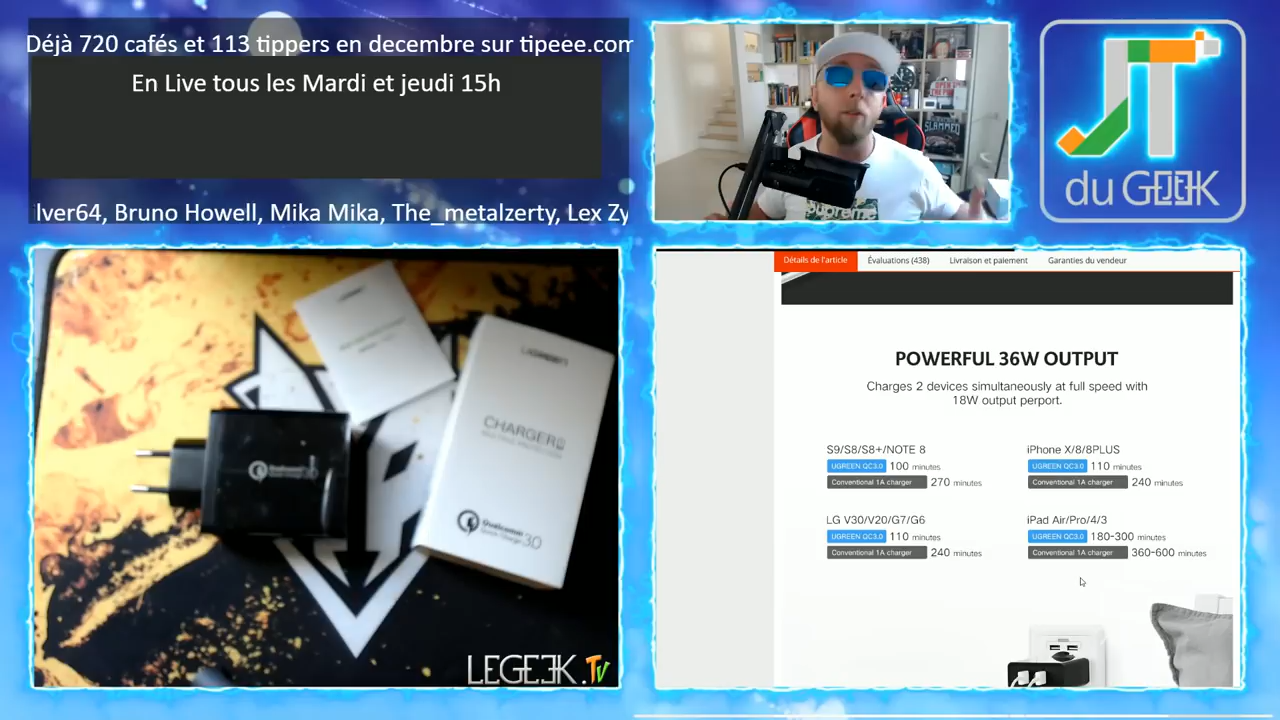 Déjà 720 cafés et 113 tippers en decembre sur tipeee.com
En Live tous les Mardi et jeudi 15h
lver64, Bruno Howell, Mika Mika, The_metalzerty, Lex Zy
Supreme
JT
du GEEK
UGREEN
CHARGER
Qualcomm
Quick Charge 3.0
Qualcomm
3.0
LEGEEK.TV
Détails de l'article
Évaluations (438)
Livraison et paiement
Garanties du vendeur
POWERFUL 36W OUTPUT
Charges 2 devices simultaneously at full speed with
18W output perport.
S9/S8/S8+/NOTE 8
UGREEN QC3.0 100 minutes
Conventional 1A charger 270 minutes
iPhone X/8/8PLUS
UGREEN QC3.0 110 minutes
Conventional 1A charger 240 minutes
LG V30/V20/G7/G6
UGREEN QC3.0 110 minutes
Conventional 1A charger 240 minutes
iPad Air/Pro/4/3
UGREEN QC3.0 180-300 minutes
Conventional 1A charger 360-600 minutes